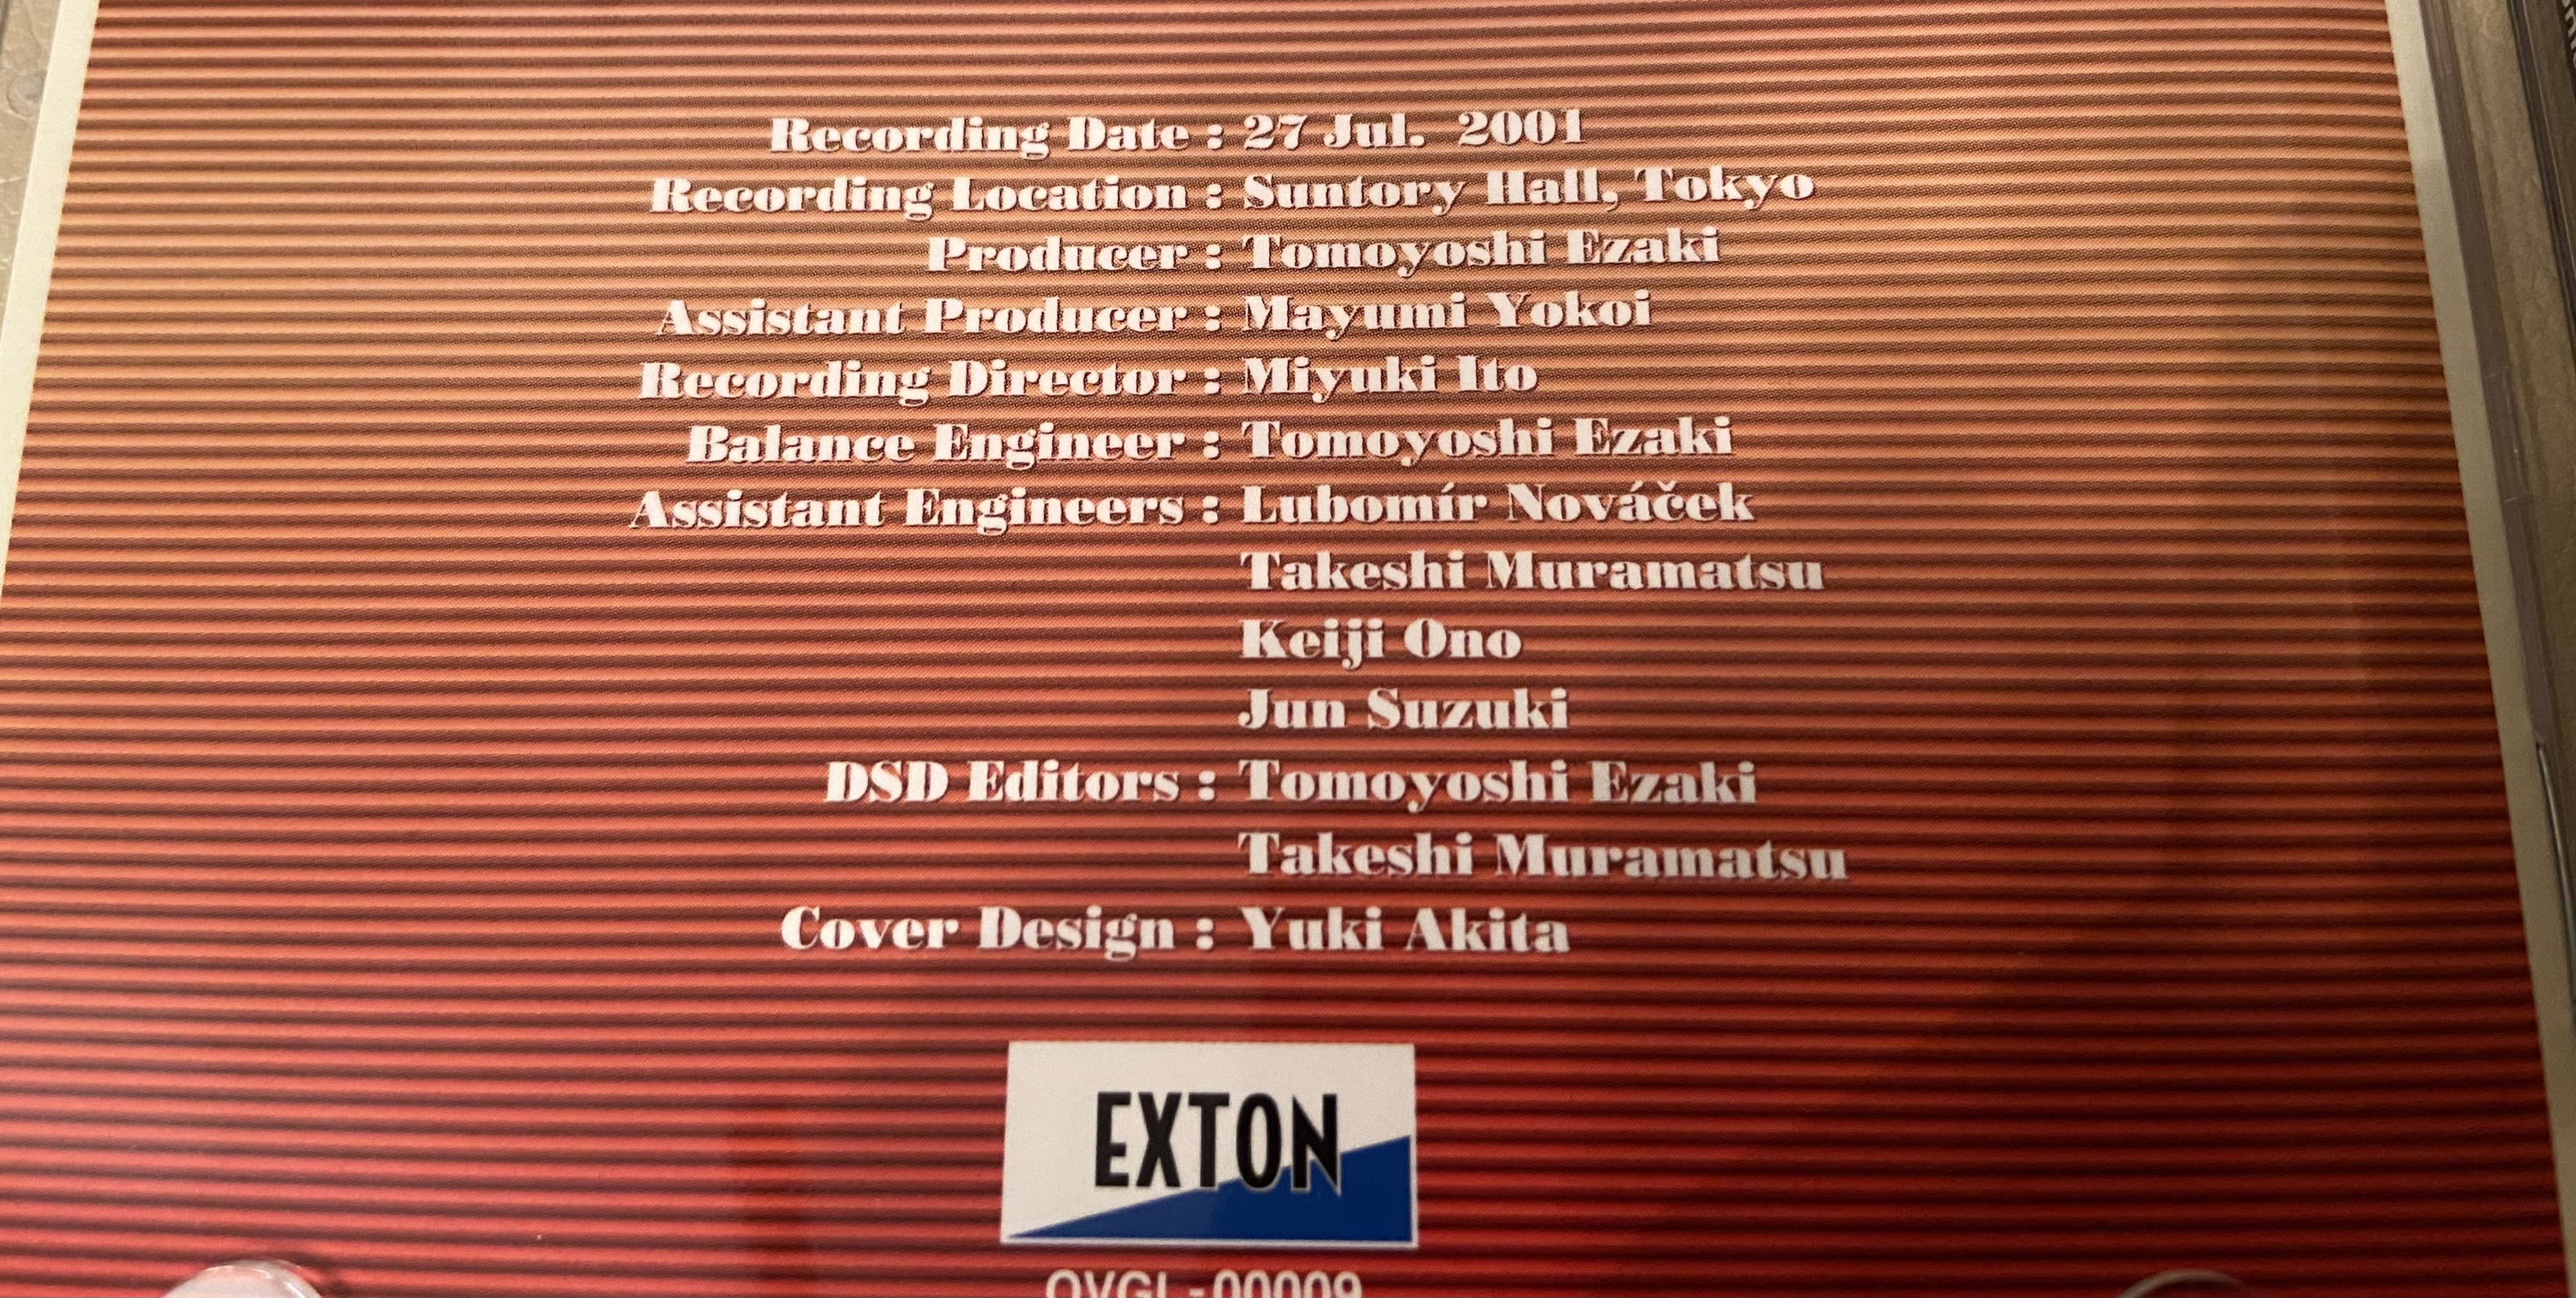 Recording Date : 27 Jul. 2001
Recording Location : Suntory Hall, Tokyo
Producer : Tomoyoshi Ezaki
Assistant Producer : Mayumi Yokoi
Recording Director : Miyuki Ito
Balance Engineer : Tomoyoshi Ezaki
Assistant Engineers : Lubomír Nováček
Takeshi Muramatsu
Keiji Ono
Jun Suzuki
DSD Editors : Tomoyoshi Ezaki
Takeshi Muramatsu
Cover Design : Yuki Akita
EXTON
OVGL-00009